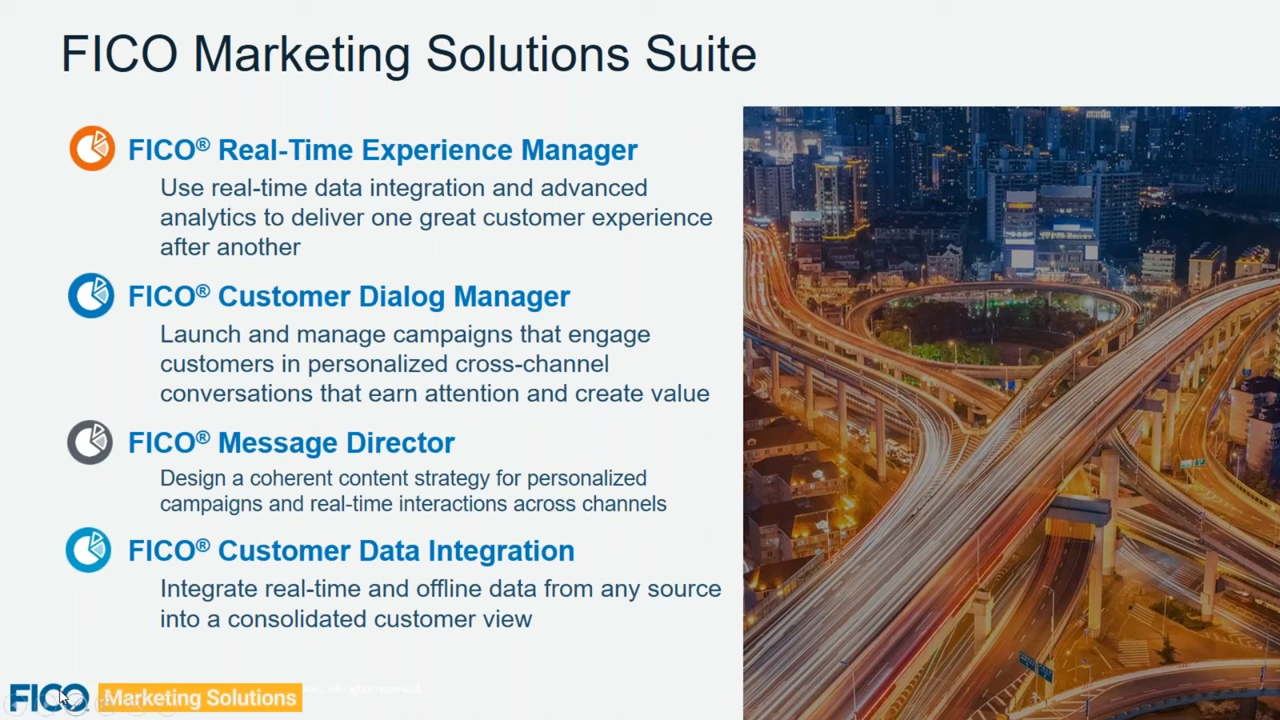 FICO Marketing Solutions Suite
FICO® Real-Time Experience Manager
Use real-time data integration and advanced
analytics to deliver one great customer experience
after another
FICO® Customer Dialog Manager
Launch and manage campaigns that engage
customers in personalized cross-channel
conversations that earn attention and create value
FICO® Message Director
Design a coherent content strategy for personalized
campaigns and real-time interactions across channels
FICO® Customer Data Integration
Integrate real-time and offline data from any source
into a consolidated customer view
All rights reserved.
FICO Marketing Solutions